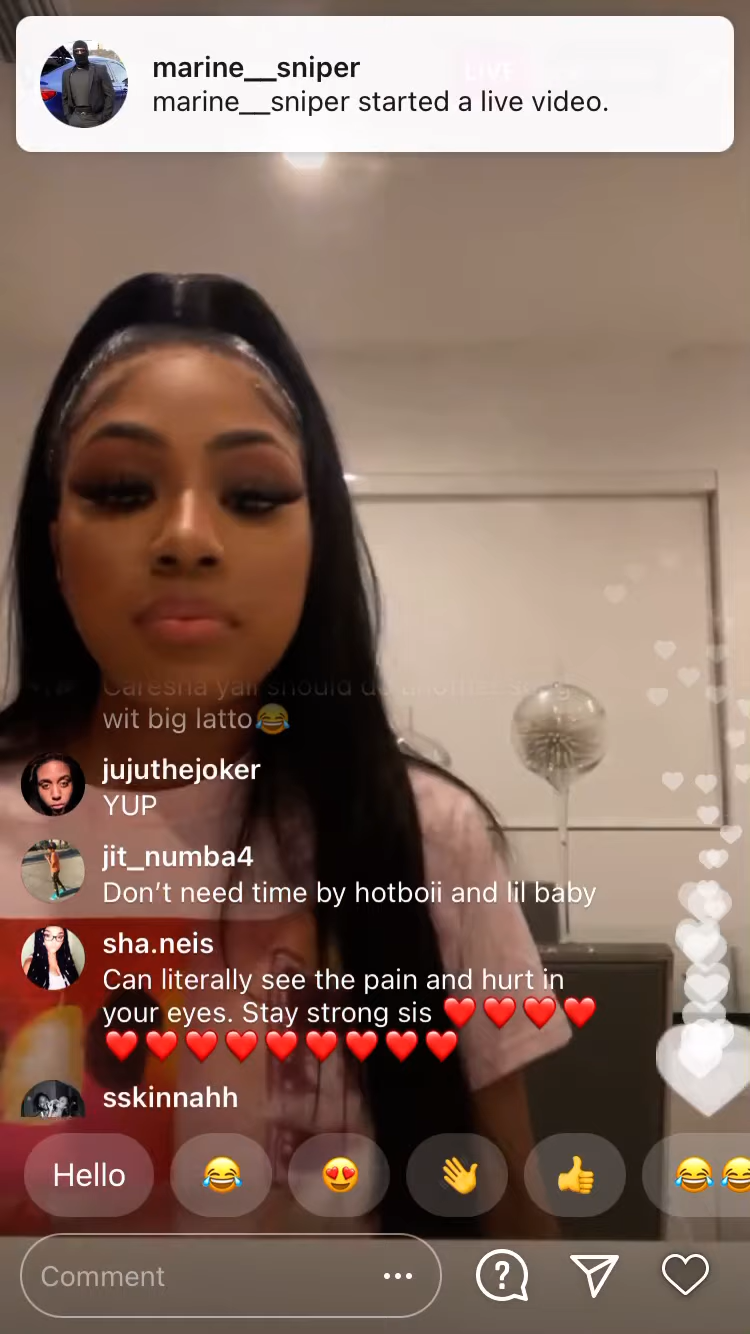 marine__sniper
marine__sniper started a live video.
LIVE
Caresha yall should do another song
wit big latto😂
jujuthejoker
YUP
jit_numba4
Don’t need time by hotboii and lil baby
sha.neis
Can literally see the pain and hurt in
your eyes. Stay strong sis ❤️❤️❤️❤️
❤️❤️❤️❤️❤️❤️❤️❤️❤️
sskinnahh
Hello 😂 😍 👋 👍 😂😂
Comment